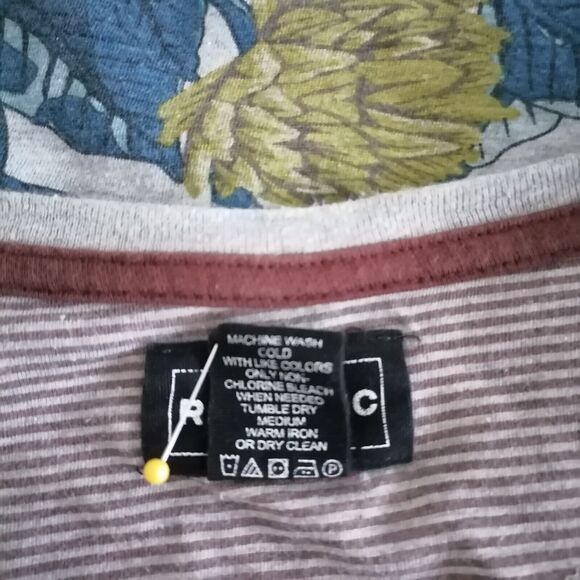 MACHINE WASH
COLD
WITH LIKE COLORS
ONLY NON-
CHLORINE BLEACH
WHEN NEEDED
TUMBLE DRY
MEDIUM
WARM IRON
OR DRY CLEAN
R C